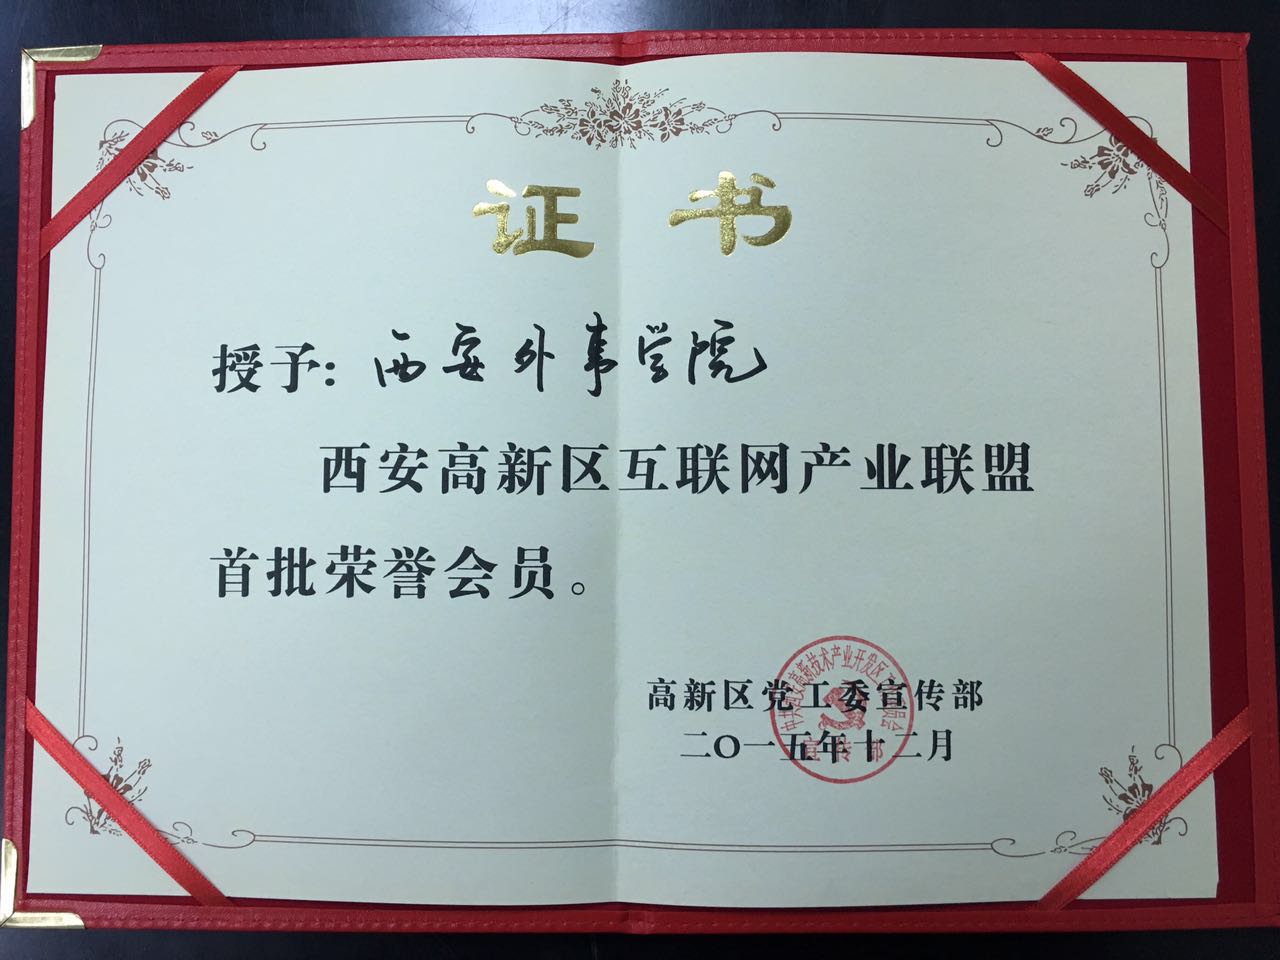 证书
授予：西安外事学院
西安高新区互联网产业联盟
首批荣誉会员。
高新区党工委宣传部
二〇一五年十二月